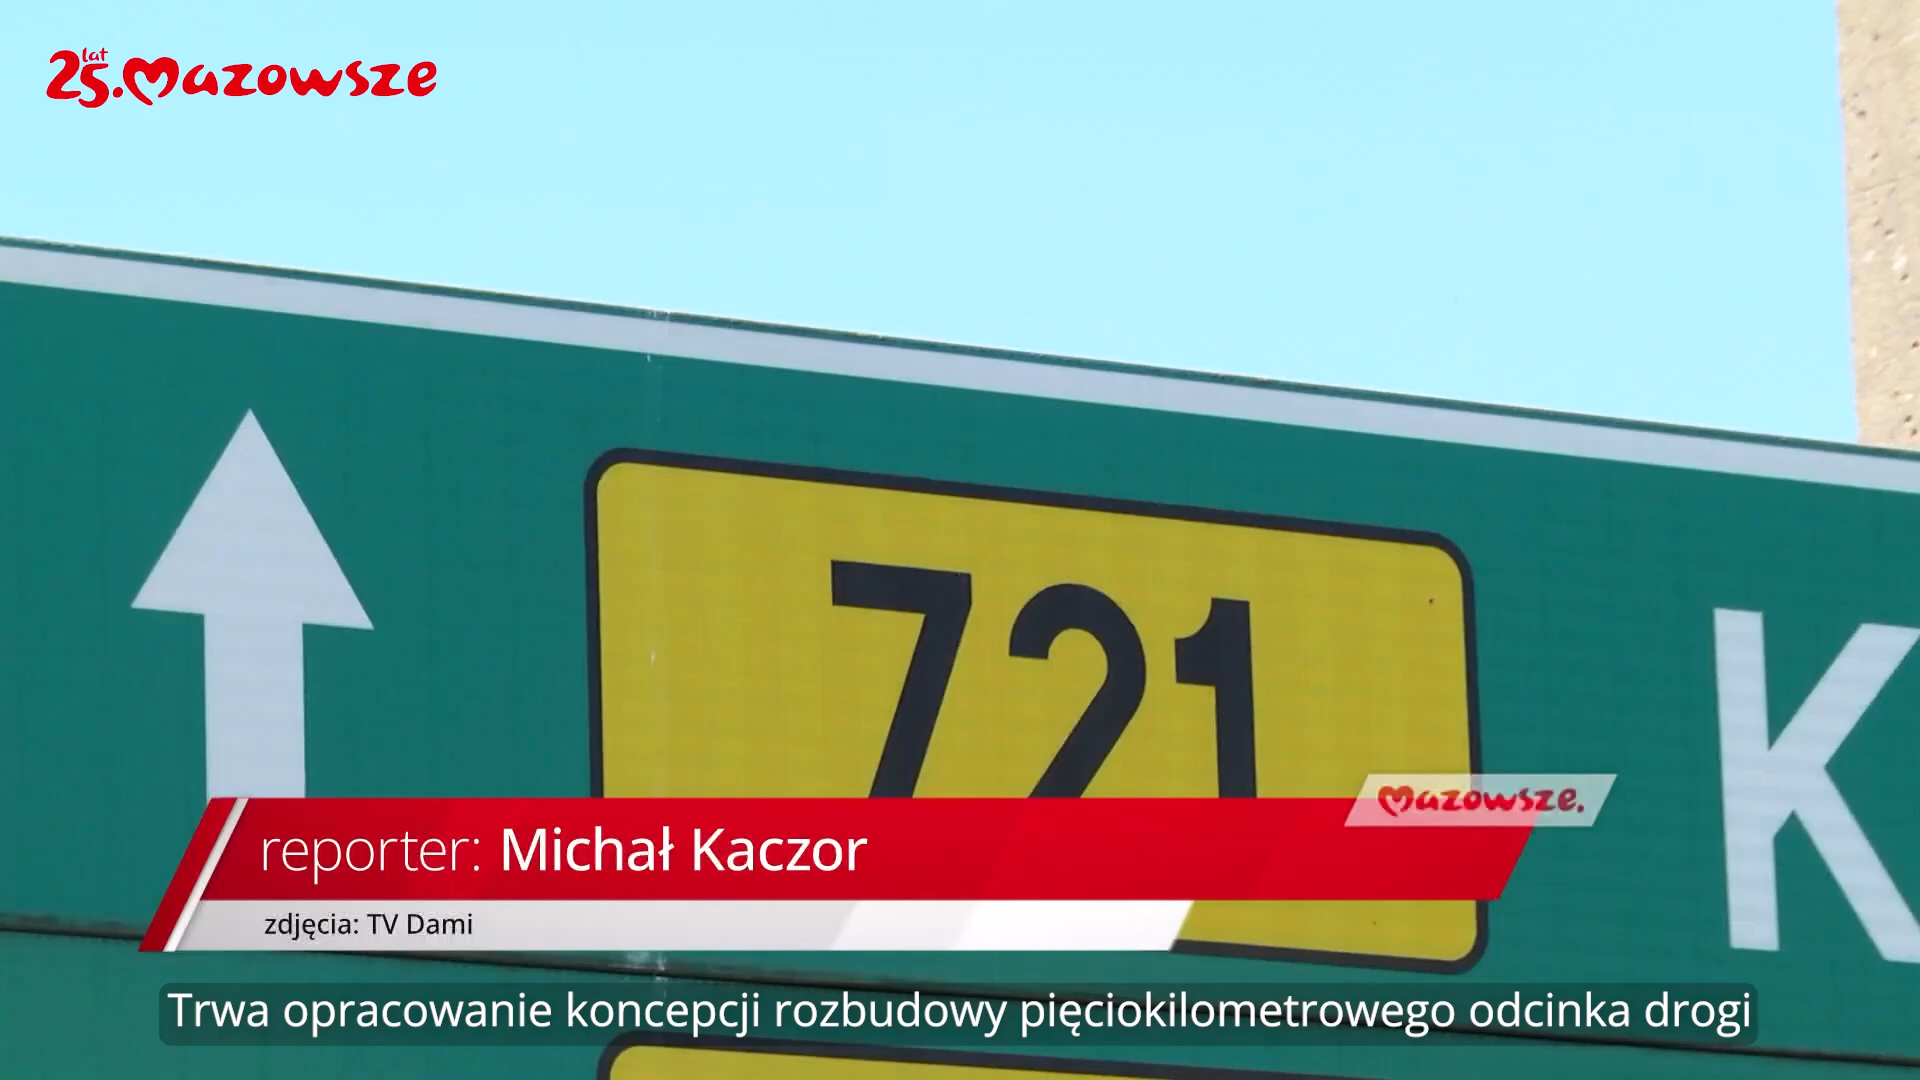 25 lat Mazowsze
721
K
Mazowsze.
reporter: Michał Kaczor
zdjęcia: TV Dami
Trwa opracowanie koncepcji rozbudowy pięciokilometrowego odcinka drogi